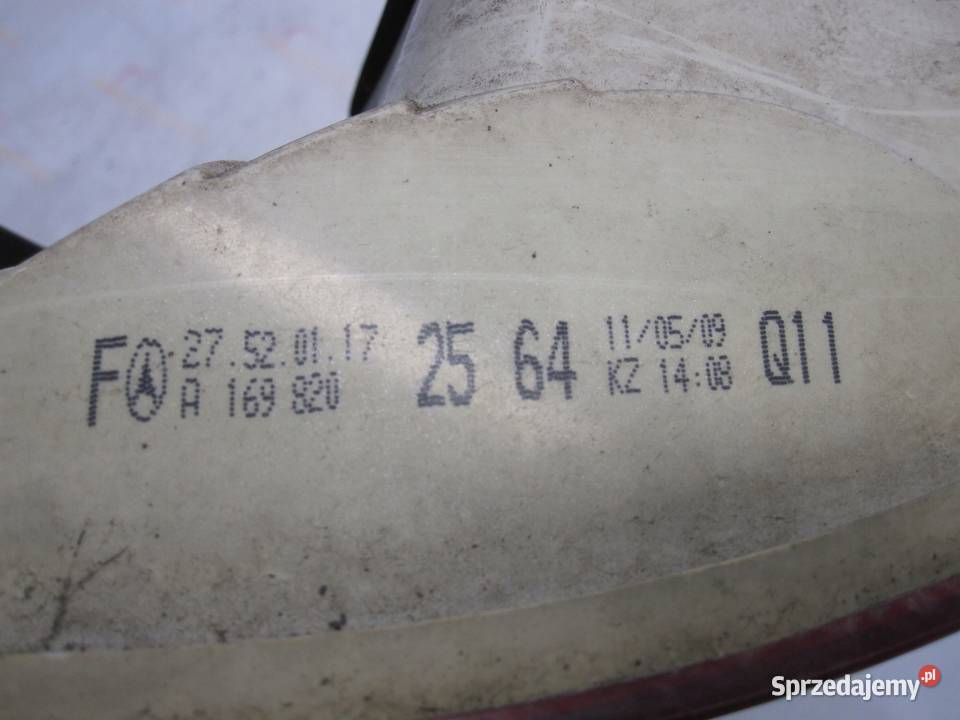 F 27.52.01.17 25 64 11/05/09 Q11
A 169 820 KZ 14:08
Sprzedajemy.pl